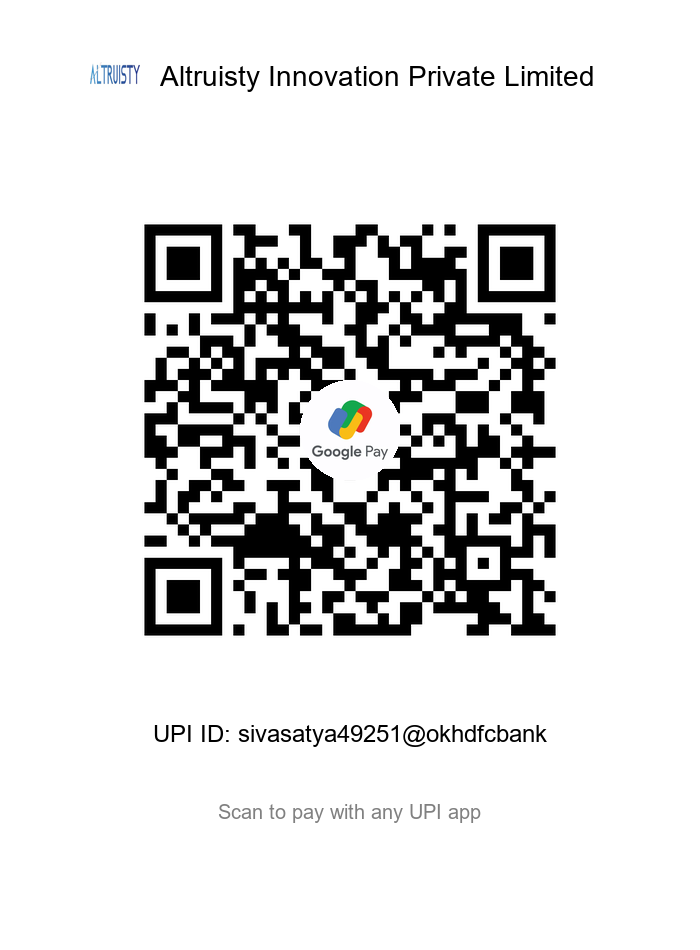 ALTRUISTY Altruisty Innovation Private Limited
Google Pay
UPI ID: sivasatya49251@okhdfcbank
Scan to pay with any UPI app